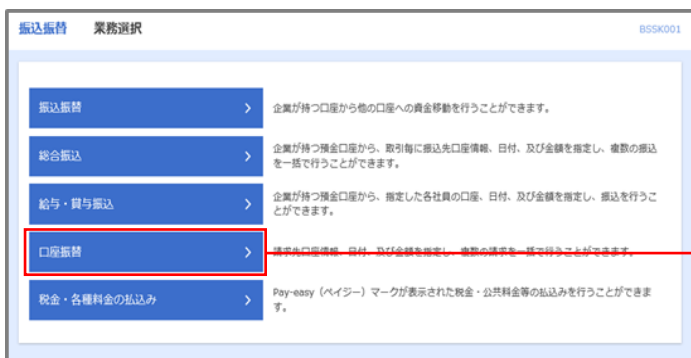 振込振替 業務選択 BSSK001
振込振替
企業が持つ口座から他の口座への資金移動を行うことができます。
総合振込
企業が持つ預金口座から、取引毎に振込先口座情報、日付、及び金額を指定し、複数の振込
を一括で行うことができます。
給与・賞与振込
企業が持つ預金口座から、指定した各社員の口座、日付、及び金額を指定し、振込を行うこ
とができます。
口座振替
請求先口座情報、日付、及び金額を指定し、複数の請求を一括で行うことができます。
税金・各種料金の払込み
Pay-easy（ペイジー）マークが表示された税金・公共料金等の払込みを行うことができま
す。